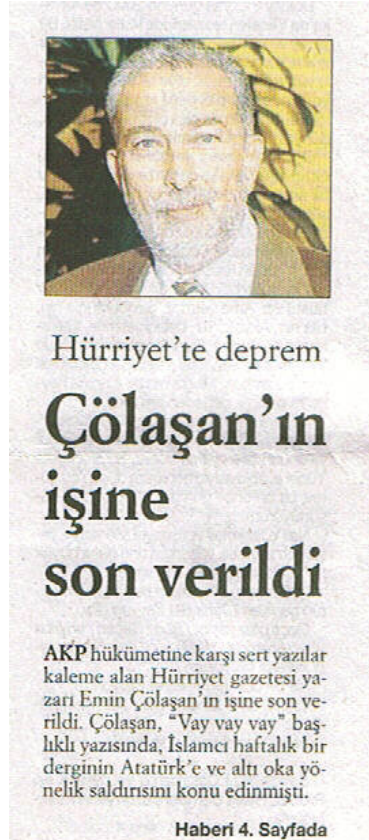 Hürriyet'te deprem
Çölaşan'ın
işine
son verildi
AKP hükümetine karşı sert yazılar
kaleme alan Hürriyet gazetesi ya-
zarı Emin Çölaşan'ın işine son ve-
rildi. Çölaşan, "Vay vay vay" baş-
lıklı yazısında, İslamcı haftalık bir
derginin Atatürk'e ve altı oka yö-
nelik saldırısını konu edinmişti.
Haberi 4. Sayfada